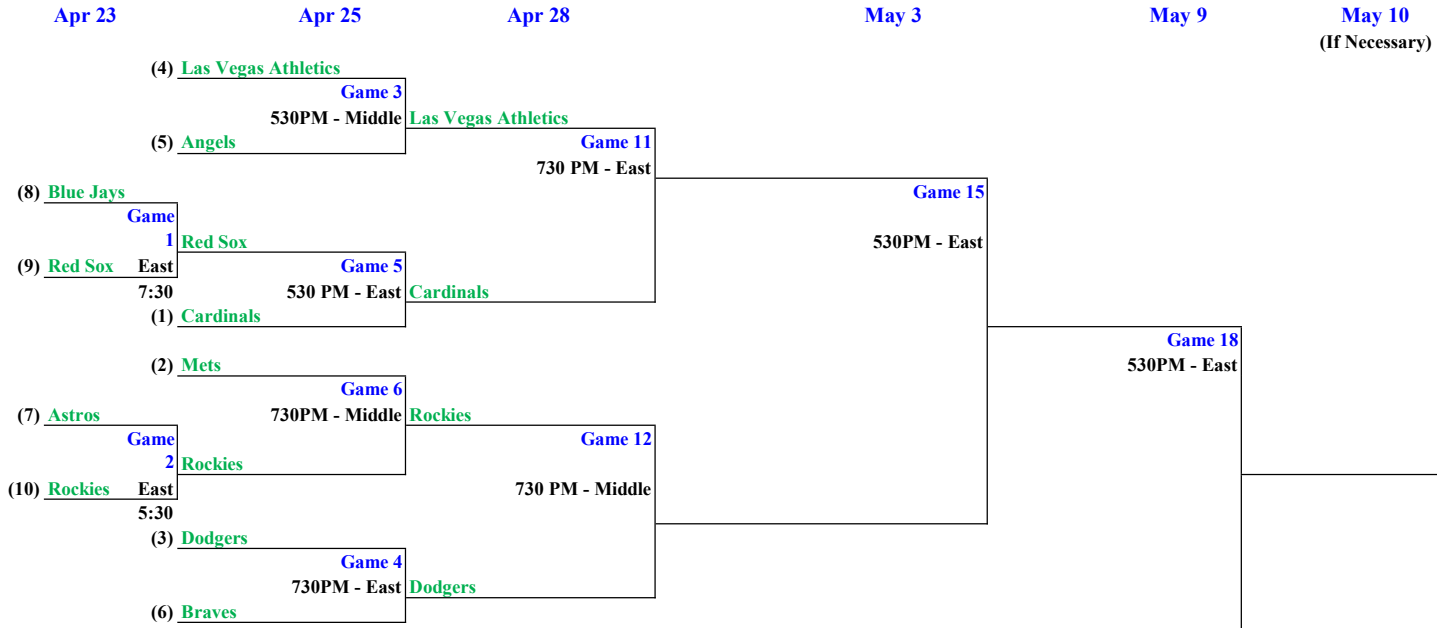 Apr 23 Apr 25 Apr 28 May 3 May 9 May 10
(If Necessary)
(4) Las Vegas Athletics
Game 3
530PM - Middle Las Vegas Athletics
(5) Angels Game 11
730 PM - East
(8) Blue Jays Game 15
Game
1 Red Sox 530PM - East
(9) Red Sox East Game 5
7:30 530 PM - East Cardinals
(1) Cardinals
Game 18
(2) Mets 530PM - East
Game 6
(7) Astros 730PM - Middle Rockies
Game Game 12
2 Rockies
(10) Rockies East 730 PM - Middle
5:30
(3) Dodgers
Game 4
730PM - East Dodgers
(6) Braves